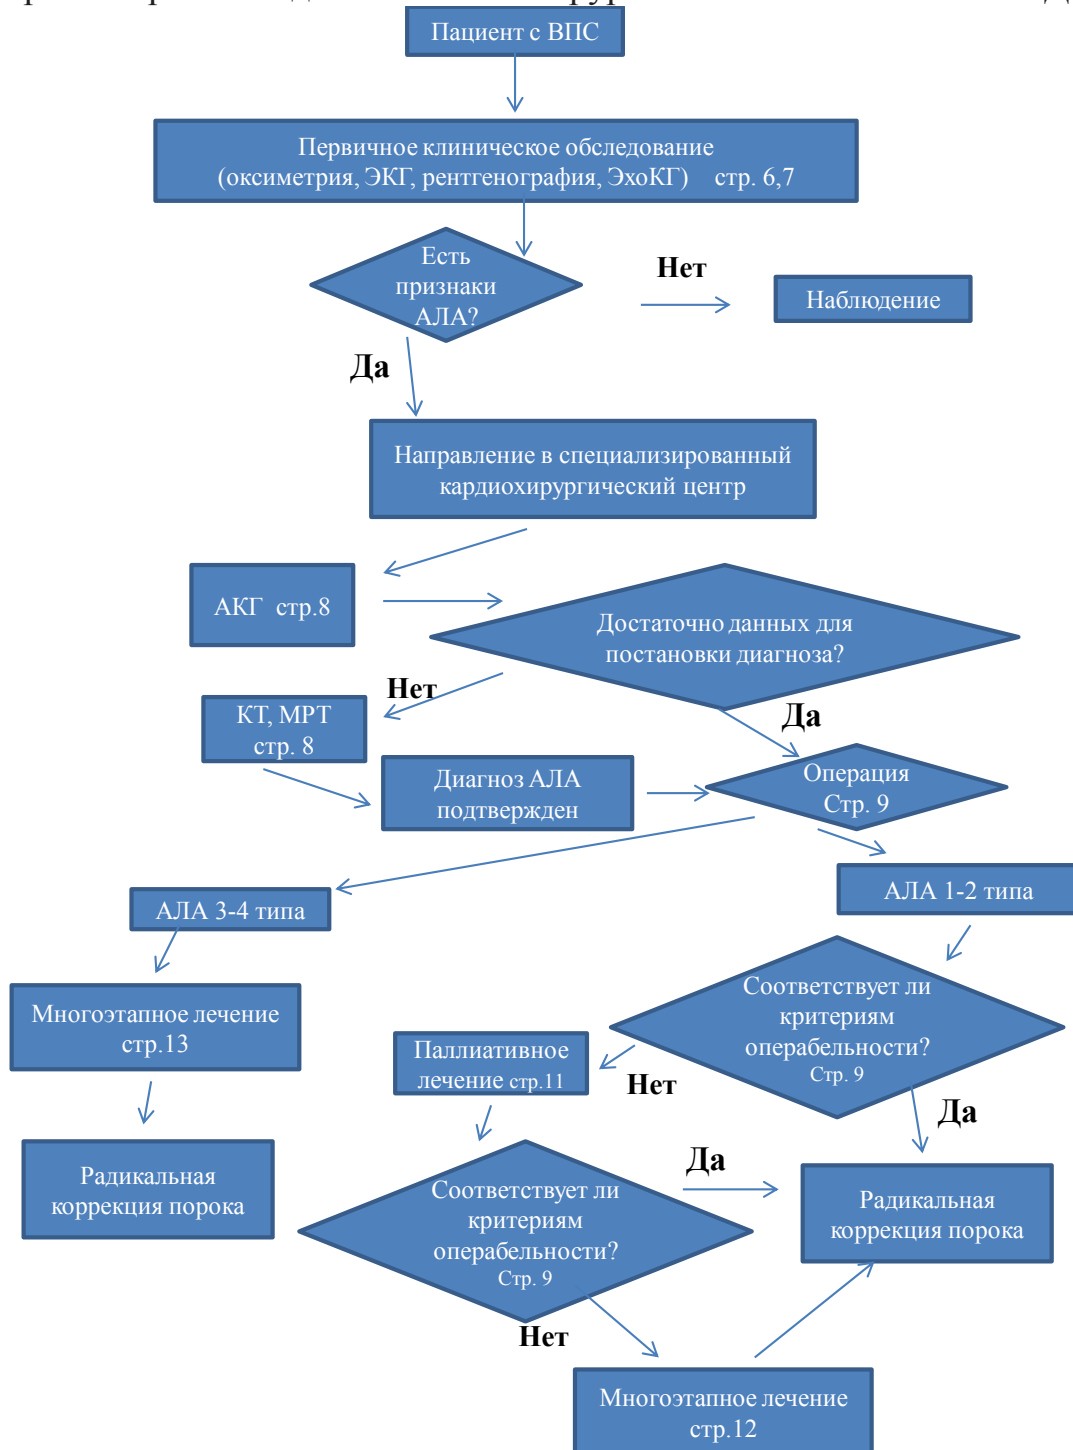 Пациент с ВПС
Первичное клиническое обследование
(оксиметрия, ЭКГ, рентгенография, ЭхоКГ) стр. 6,7
Есть
признаки
АЛА?
Нет
Наблюдение
Да
Направление в специализированный
кардиохирургический центр
АКГ стр.8
Достаточно данных для
постановки диагноза?
Нет
Да
КТ, МРТ
стр. 8
Диагноз АЛА
подтвержден
Операция
Стр. 9
АЛА 3-4 типа
АЛА 1-2 типа
Многоэтапное лечение
стр.13
Соответствует ли
критериям
операбельности?
Стр. 9
Паллиативное
лечение стр.11
Нет
Да
Радикальная
коррекция порока
Соответствует ли
критериям
операбельности?
Стр. 9
Да
Радикальная
коррекция порока
Нет
Многоэтапное лечение
стр.12